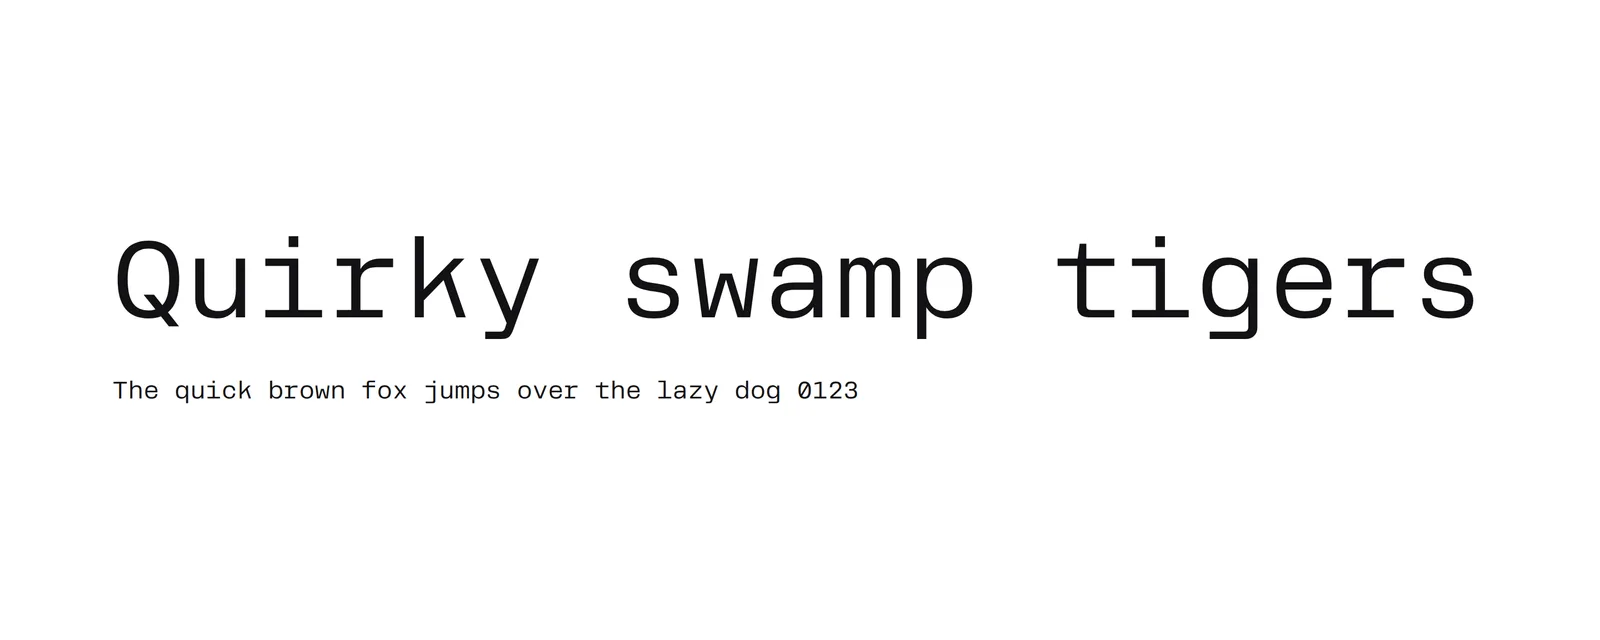 Quirky swamp tigers
The quick brown fox jumps over the lazy dog 0123